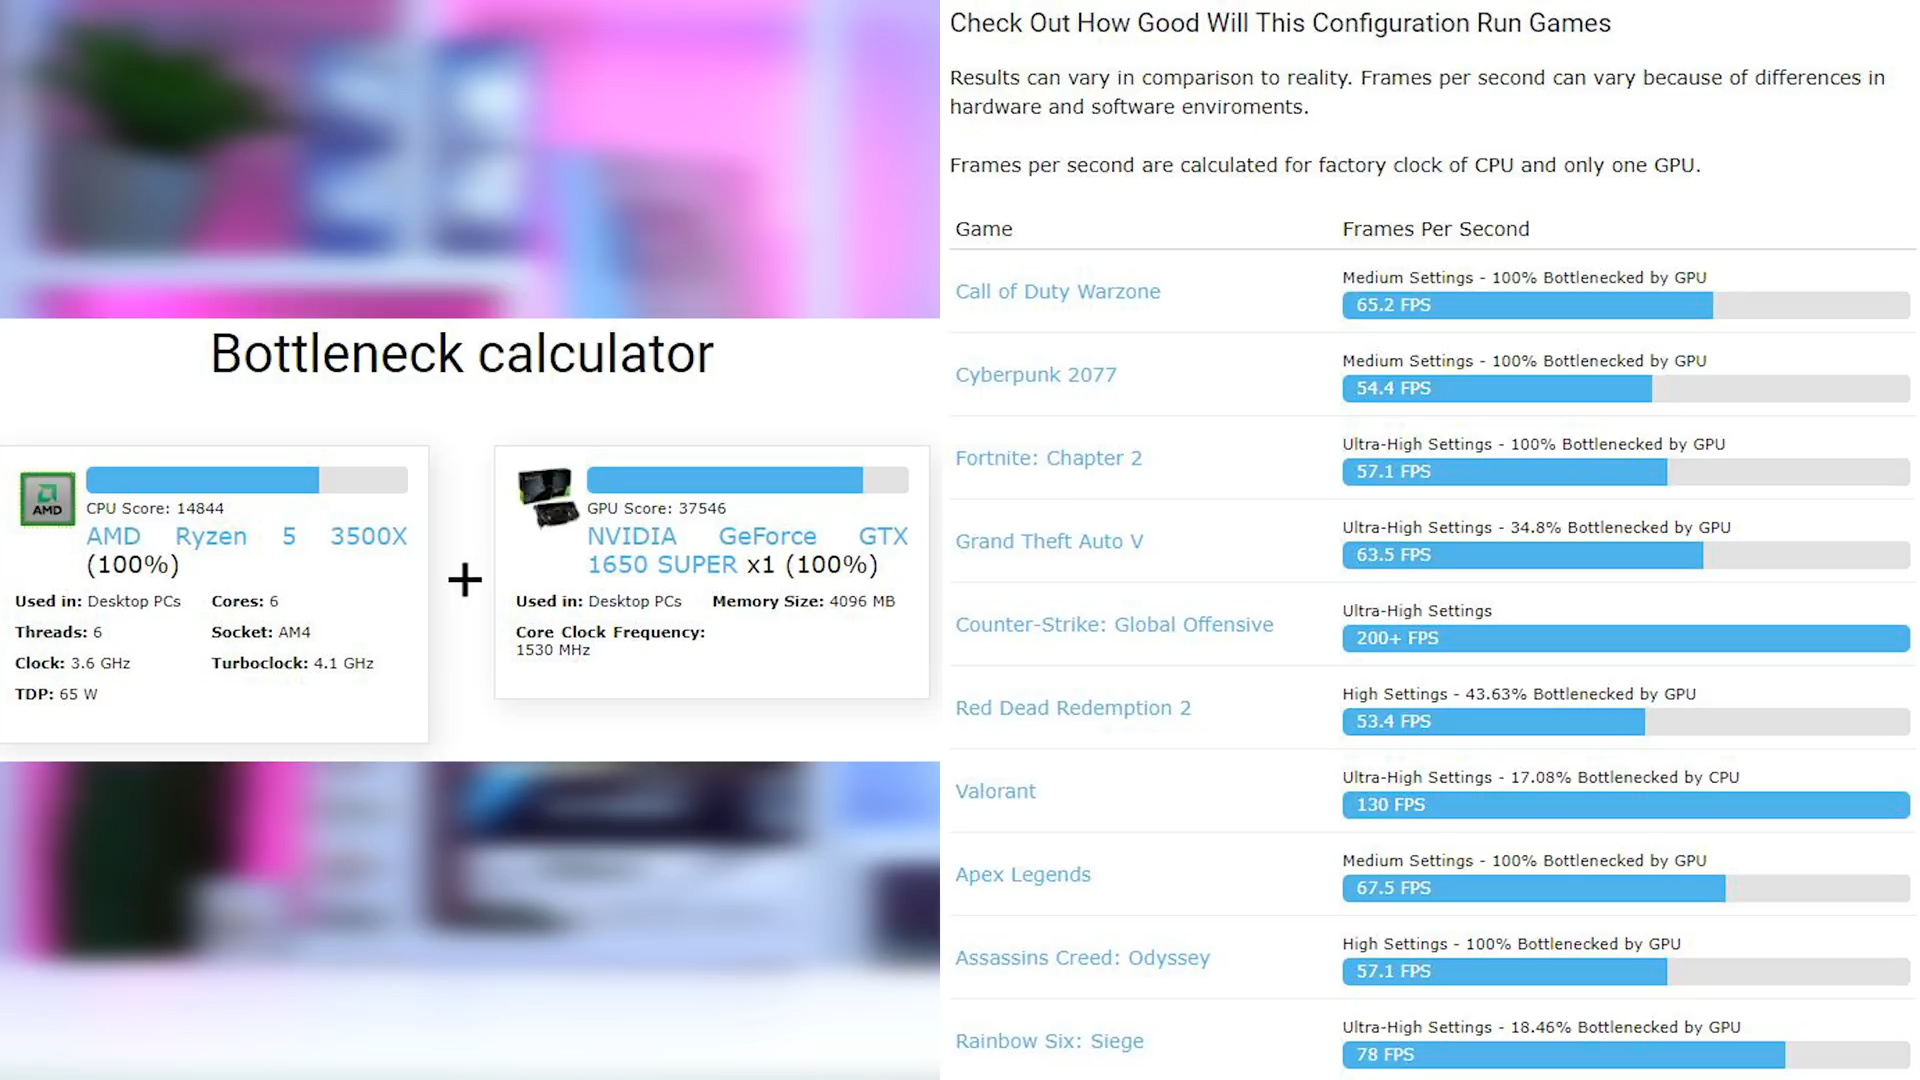 Bottleneck calculator
AMD
CPU Score: 14844
AMD Ryzen 5 3500X
(100%)
Used in: Desktop PCs
Cores: 6
Threads: 6
Socket: AM4
Clock: 3.6 GHz
Turboclock: 4.1 GHz
TDP: 65 W
+
GPU Score: 37546
NVIDIA GeForce GTX
1650 SUPER x1 (100%)
Used in: Desktop PCs
Memory Size: 4096 MB
Core Clock Frequency:
1530 MHz
Check Out How Good Will This Configuration Run Games
Results can vary in comparison to reality. Frames per second can vary because of differences in
hardware and software enviroments.
Frames per second are calculated for factory clock of CPU and only one GPU.
Game
Frames Per Second
Call of Duty Warzone
Medium Settings - 100% Bottlenecked by GPU
65.2 FPS
Cyberpunk 2077
Medium Settings - 100% Bottlenecked by GPU
54.4 FPS
Fortnite: Chapter 2
Ultra-High Settings - 100% Bottlenecked by GPU
57.1 FPS
Grand Theft Auto V
Ultra-High Settings - 34.8% Bottlenecked by GPU
63.5 FPS
Counter-Strike: Global Offensive
Ultra-High Settings
200+ FPS
Red Dead Redemption 2
High Settings - 43.63% Bottlenecked by GPU
53.4 FPS
Valorant
Ultra-High Settings - 17.08% Bottlenecked by CPU
130 FPS
Apex Legends
Medium Settings - 100% Bottlenecked by GPU
67.5 FPS
Assassins Creed: Odyssey
High Settings - 100% Bottlenecked by GPU
57.1 FPS
Rainbow Six: Siege
Ultra-High Settings - 18.46% Bottlenecked by GPU
78 FPS